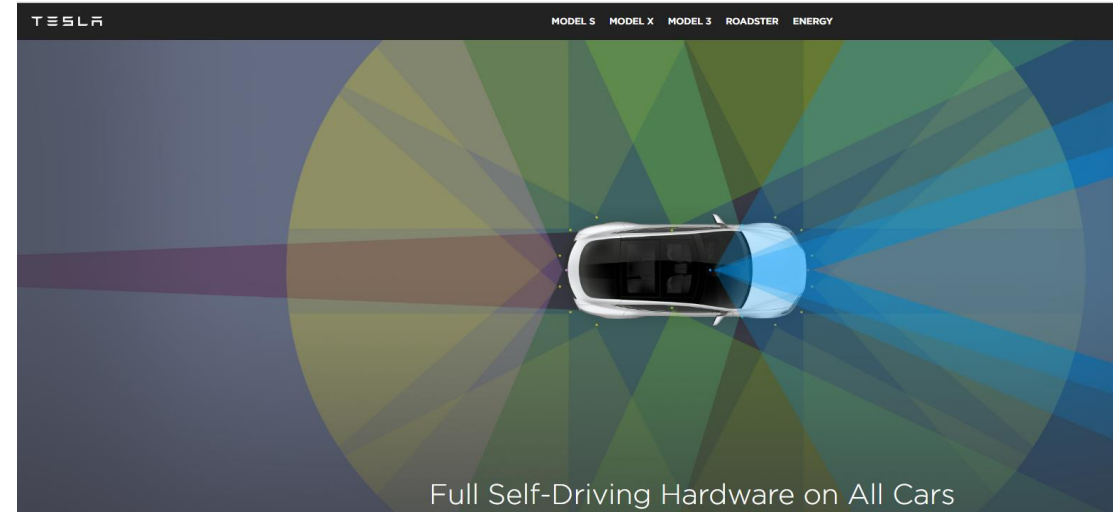 TESLA
MODEL S MODEL X MODEL 3 ROADSTER ENERGY
Full Self-Driving Hardware on All Cars